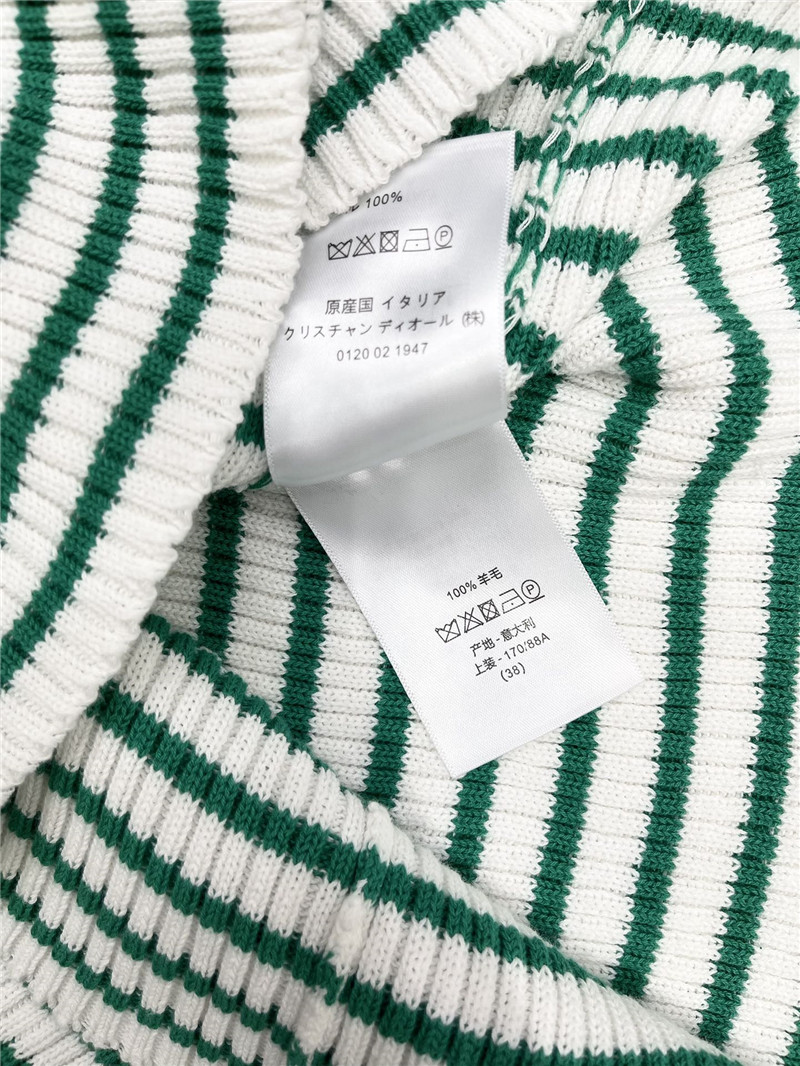 100%
原産国 イタリア
クリスチャン ディオール (株)
0120 02 1947
100% 羊毛
产地 - 意大利
上装 - 170/88A
(38)